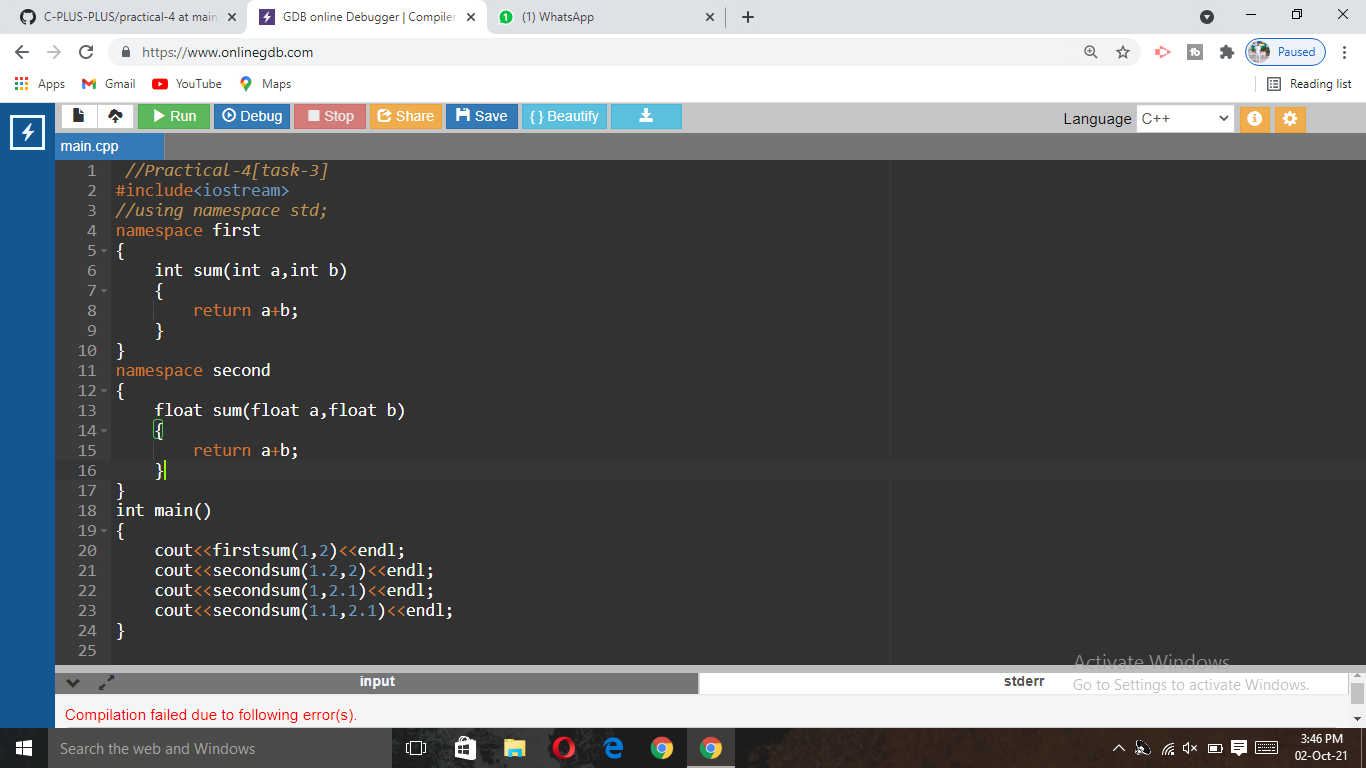 C-PLUS-PLUS/practical-4 at main
GDB online Debugger | Compiler
(1) WhatsApp
https://www.onlinegdb.com
Paused
Apps
Gmail
YouTube
Maps
Reading list
Run
Debug
Stop
Share
Save
{ } Beautify
Language
C++
main.cpp
1 //Practical-4[task-3]
2 #include<iostream>
3 //using namespace std;
4 namespace first
5 {
6 int sum(int a,int b)
7 {
8 return a+b;
9 }
10 }
11 namespace second
12 {
13 float sum(float a,float b)
14 {
15 return a+b;
16 }
17 }
18 int main()
19 {
20 cout<<firstsum(1,2)<<endl;
21 cout<<secondsum(1.2,2)<<endl;
22 cout<<secondsum(1,2.1)<<endl;
23 cout<<secondsum(1.1,2.1)<<endl;
24 }
25
Activate Windows
input
stderr
Go to Settings to activate Windows.
Compilation failed due to following error(s).
Search the web and Windows
3:46 PM
02-Oct-21